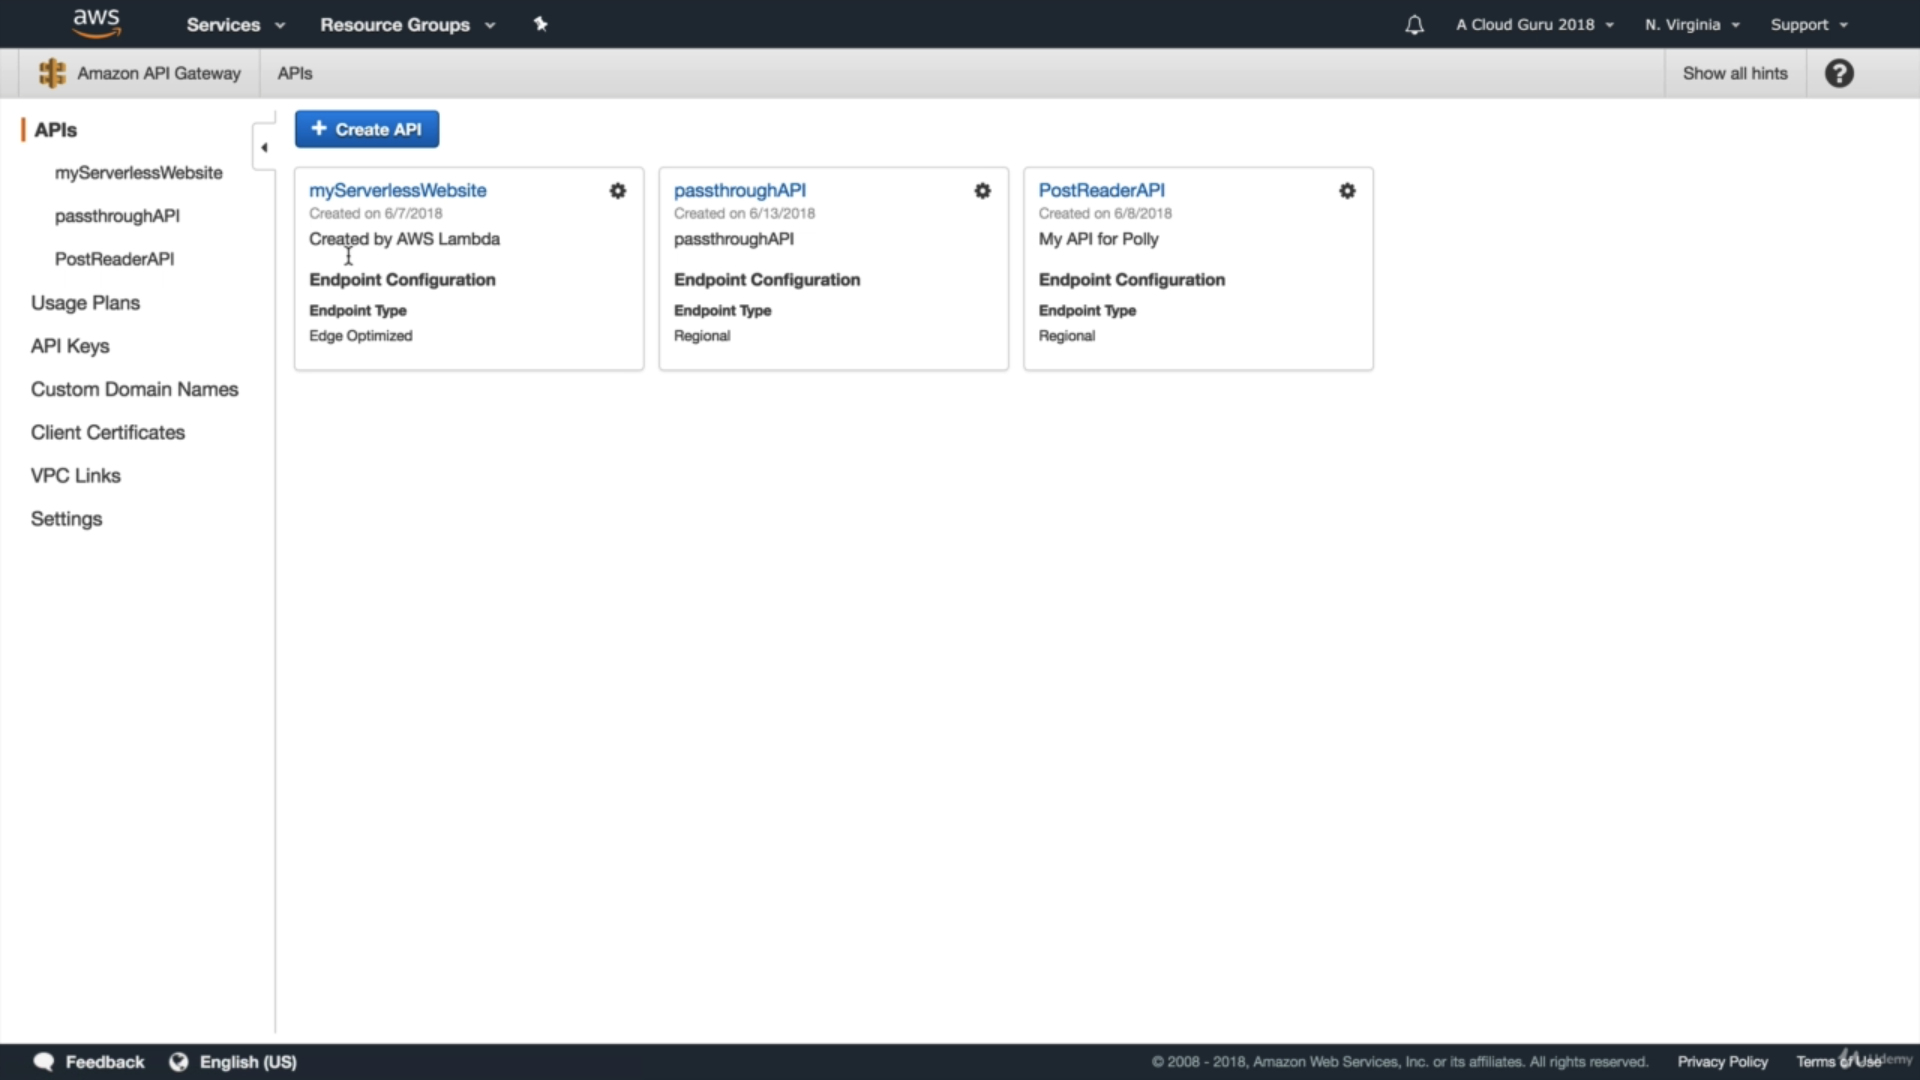 aws Services Resource Groups A Cloud Guru 2018 N. Virginia Support
Amazon API Gateway APIs Show all hints ?
APIs
myServerlessWebsite
passthroughAPI
PostReaderAPI
Usage Plans
API Keys
Custom Domain Names
Client Certificates
VPC Links
Settings
+ Create API
myServerlessWebsite
Created on 6/7/2018
Created by AWS Lambda
Endpoint Configuration
Endpoint Type
Edge Optimized
passthroughAPI
Created on 6/13/2018
passthroughAPI
Endpoint Configuration
Endpoint Type
Regional
PostReaderAPI
Created on 6/8/2018
My API for Polly
Endpoint Configuration
Endpoint Type
Regional
Feedback English (US) © 2008 - 2018, Amazon Web Services, Inc. or its affiliates. All rights reserved. Privacy Policy Terms of Use
Udemy